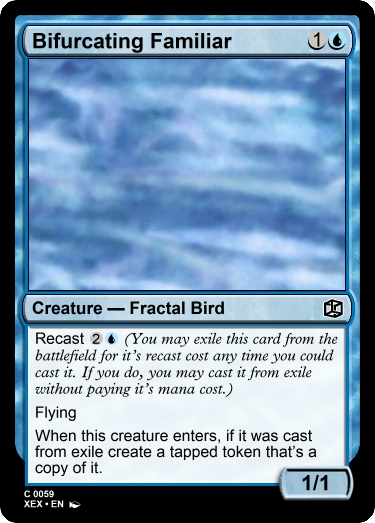 Bifurcating Familiar 1
Creature — Fractal Bird
Recast 2 (You may exile this card from the
battlefield for it's recast cost any time you could
cast it. If you do, you may cast it from exile
without paying it's mana cost.)
Flying
When this creature enters, if it was cast
from exile create a tapped token that's a
copy of it.
1/1
C 0059
XEX • EN